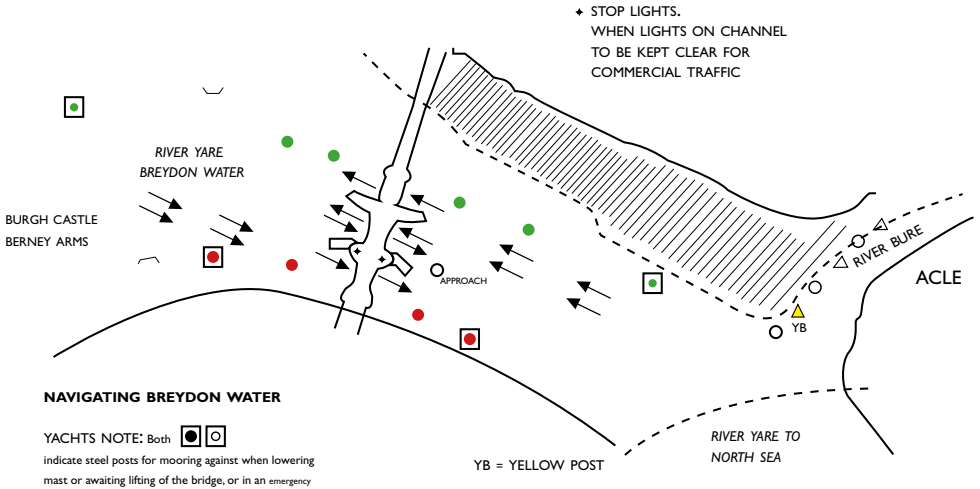 ✦ STOP LIGHTS.
WHEN LIGHTS ON CHANNEL
TO BE KEPT CLEAR FOR
COMMERCIAL TRAFFIC
RIVER YARE
BREYDON WATER
BURGH CASTLE
BERNEY ARMS
APPROACH
RIVER BURE
ACLE
YB
NAVIGATING BREYDON WATER
YACHTS NOTE: Both
indicate steel posts for mooring against when lowering
mast or awaiting lifting of the bridge, or in an emergency
YB = YELLOW POST
RIVER YARE TO
NORTH SEA